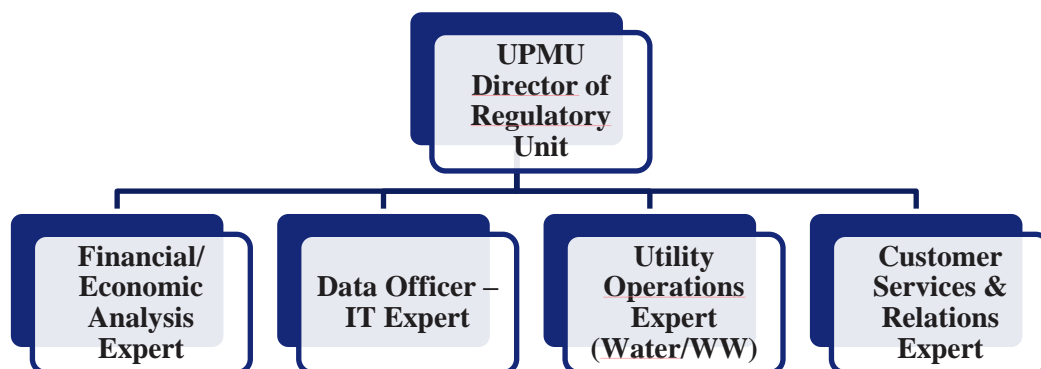 UPMU
Director of
Regulatory
Unit
Financial/
Economic
Analysis
Expert
Data Officer –
IT Expert
Utility
Operations
Expert
(Water/WW)
Customer
Services &
Relations
Expert